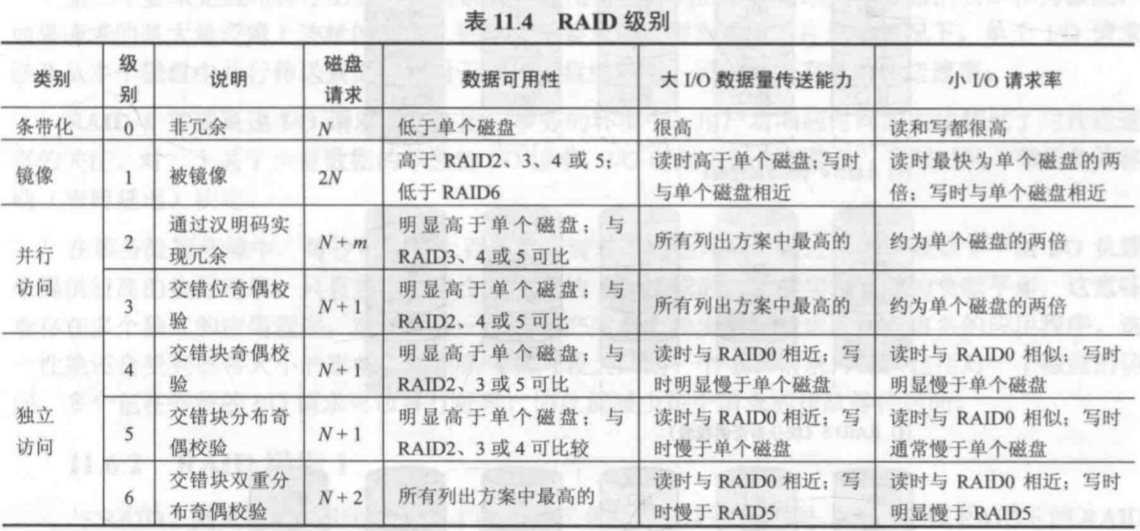 表 11.4 RAID 级别
类别 级别 说明 磁盘请求 数据可用性 大 I/O 数据量传送能力 小 I/O 请求率
条带化 0 非冗余 N 低于单个磁盘 很高 读和写都很高
镜像 1 被镜像 2N 高于 RAID2、3、4 或 5；低于 RAID6 读时高于单个磁盘；写时与单个磁盘相近 读时最快为单个磁盘的两倍；写时与单个磁盘相近
并行访问 2 通过汉明码实现冗余 N + m 明显高于单个磁盘；与 RAID3、4 或 5 可比 所有列出方案中最高的 约为单个磁盘的两倍
3 交错位奇偶校验 N + 1 明显高于单个磁盘；与 RAID2、4 或 5 可比 所有列出方案中最高的 约为单个磁盘的两倍
独立访问 4 交错块奇偶校验 N + 1 明显高于单个磁盘；与 RAID2、3 或 5 可比 读时与 RAID0 相近；写时明显慢于单个磁盘 读时与 RAID0 相似，写时明显慢于单个磁盘
5 交错块分布奇偶校验 N + 1 明显高于单个磁盘；与 RAID2、3 或 4 可比较 读时与 RAID0 相近；写时慢于单个磁盘 读时与 RAID0 相似，写时通常慢于单个磁盘
6 交错块双重分布奇偶校验 N + 2 所有列出方案中最高的 读时与 RAID0 相近；写时慢于 RAID5 读时与 RAID0 相近；写时明显慢于 RAID5